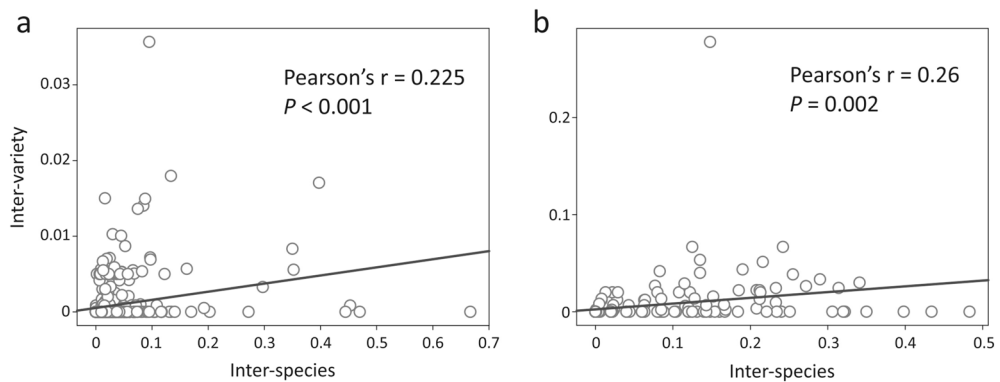 a
Pearson's r = 0.225
P < 0.001
Inter-variety
0.03
0.02
0.01
0
0 0.1 0.2 0.3 0.4 0.5 0.6 0.7
Inter-species
b
Pearson's r = 0.26
P = 0.002
0.2
0.1
0
0 0.1 0.2 0.3 0.4 0.5
Inter-species